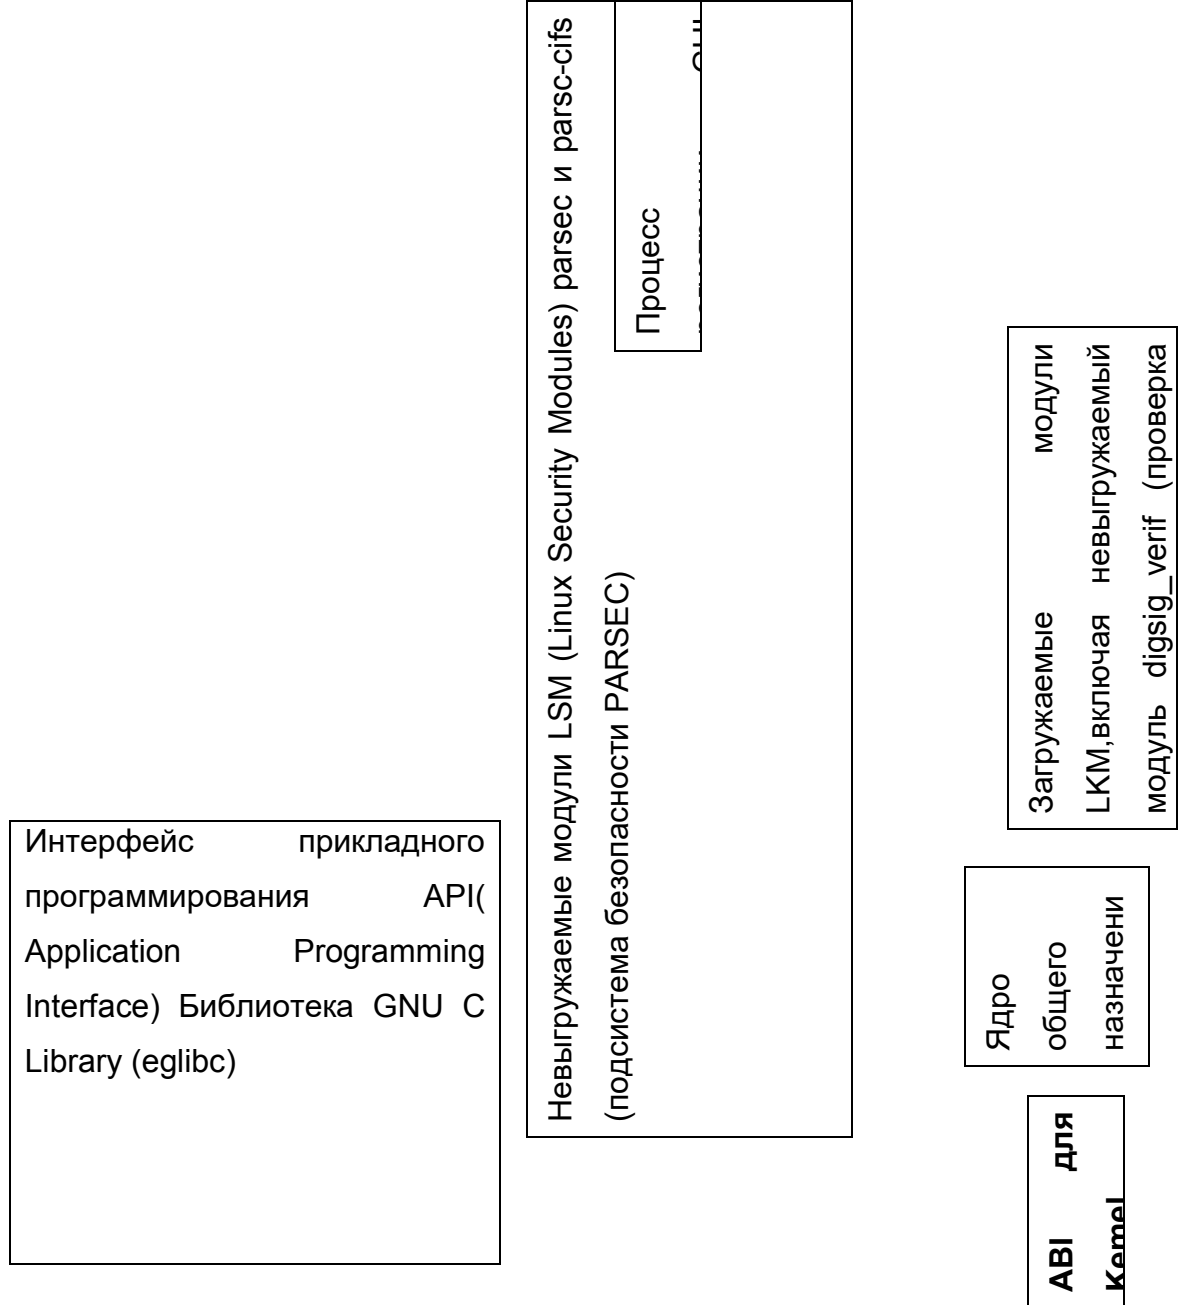 Интерфейс прикладного
программирования API(
Application Programming
Interface) Библиотека GNU C
Library (eglibc)
Невыгружаемые модули LSM (Linux Security Modules) parsec и parsc-cifs
(подсистема безопасности PARSEC)
Процесс
Загружаемые модули
LKM,включая невыгружаемый
модуль digsig_verif (проверка
Ядро
общего
назначени
ABI для
Kernel